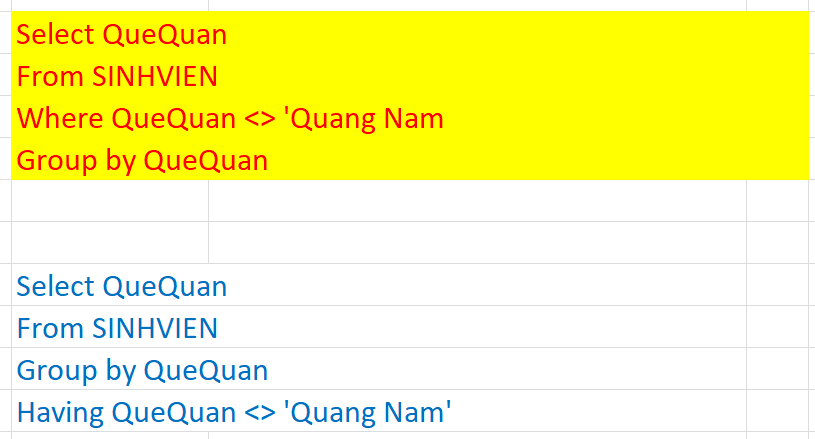 Select QueQuan
From SINHVIEN
Where QueQuan <> 'Quang Nam
Group by QueQuan
Select QueQuan
From SINHVIEN
Group by QueQuan
Having QueQuan <> 'Quang Nam'